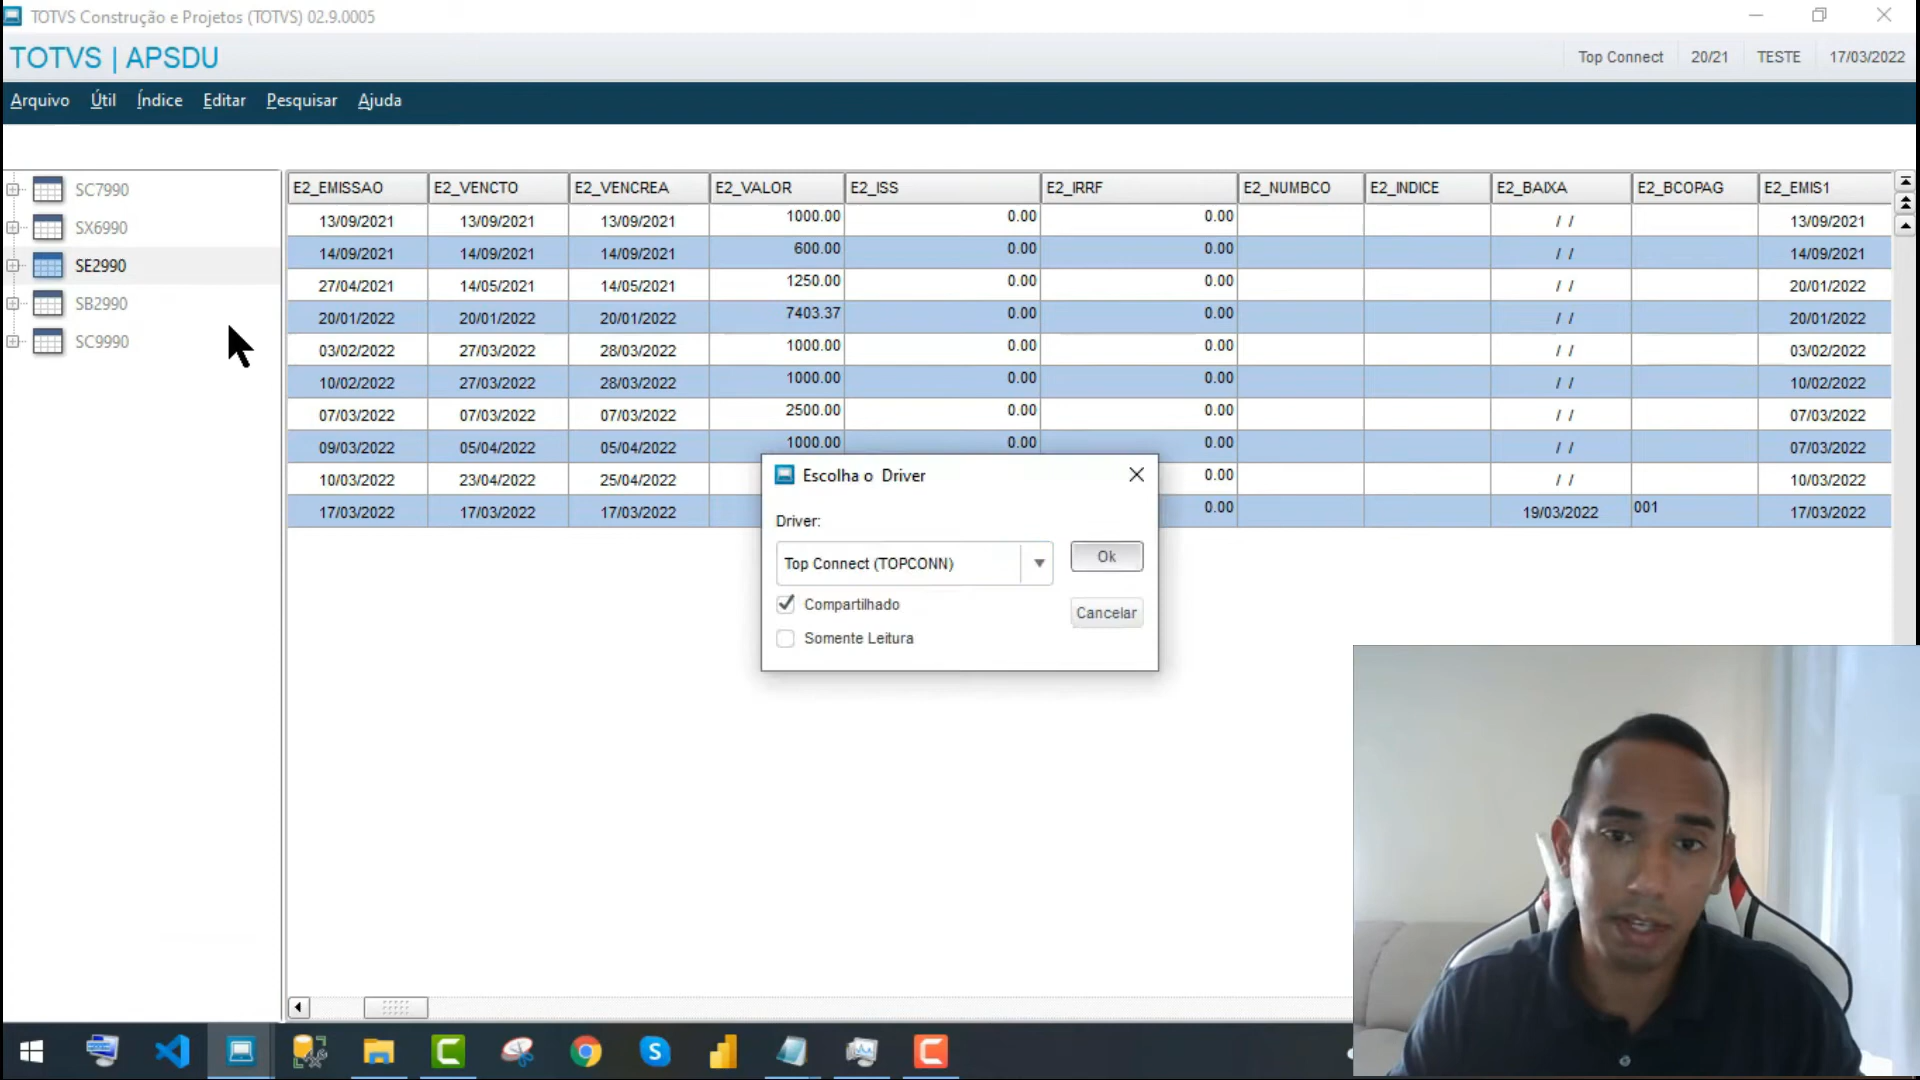 TOTVS Construção e Projetos (TOTVS) 02.9.0005
TOTVS | APSDU
Top Connect 20/21 TESTE 17/03/2022
Arquivo Útil Índice Editar Pesquisar Ajuda
SC7990
SX6990
SE2990
SB2990
SC9990
E2_EMISSAO E2_VENCTO E2_VENCREA E2_VALOR E2_ISS E2_IRRF E2_NUMBCO E2_INDICE E2_BAIXA E2_BCOPAG E2_EMIS1
13/09/2021 13/09/2021 13/09/2021 1000.00 0.00 0.00 / / 13/09/2021
14/09/2021 14/09/2021 14/09/2021 600.00 0.00 0.00 / / 14/09/2021
27/04/2021 14/05/2021 14/05/2021 1250.00 0.00 0.00 / / 20/01/2022
20/01/2022 20/01/2022 20/01/2022 7403.37 0.00 0.00 / / 20/01/2022
03/02/2022 27/03/2022 28/03/2022 1000.00 0.00 0.00 / / 03/02/2022
10/02/2022 27/03/2022 28/03/2022 1000.00 0.00 0.00 / / 10/02/2022
07/03/2022 07/03/2022 07/03/2022 2500.00 0.00 0.00 / / 07/03/2022
09/03/2022 05/04/2022 05/04/2022 1000.00 0.00 0.00 / / 07/03/2022
10/03/2022 23/04/2022 25/04/2022 0.00 / / 10/03/2022
17/03/2022 17/03/2022 17/03/2022 0.00 19/03/2022 001 17/03/2022
Escolha o Driver
Driver:
Top Connect (TOPCONN)
Ok
Compartilhado
Cancelar
Somente Leitura